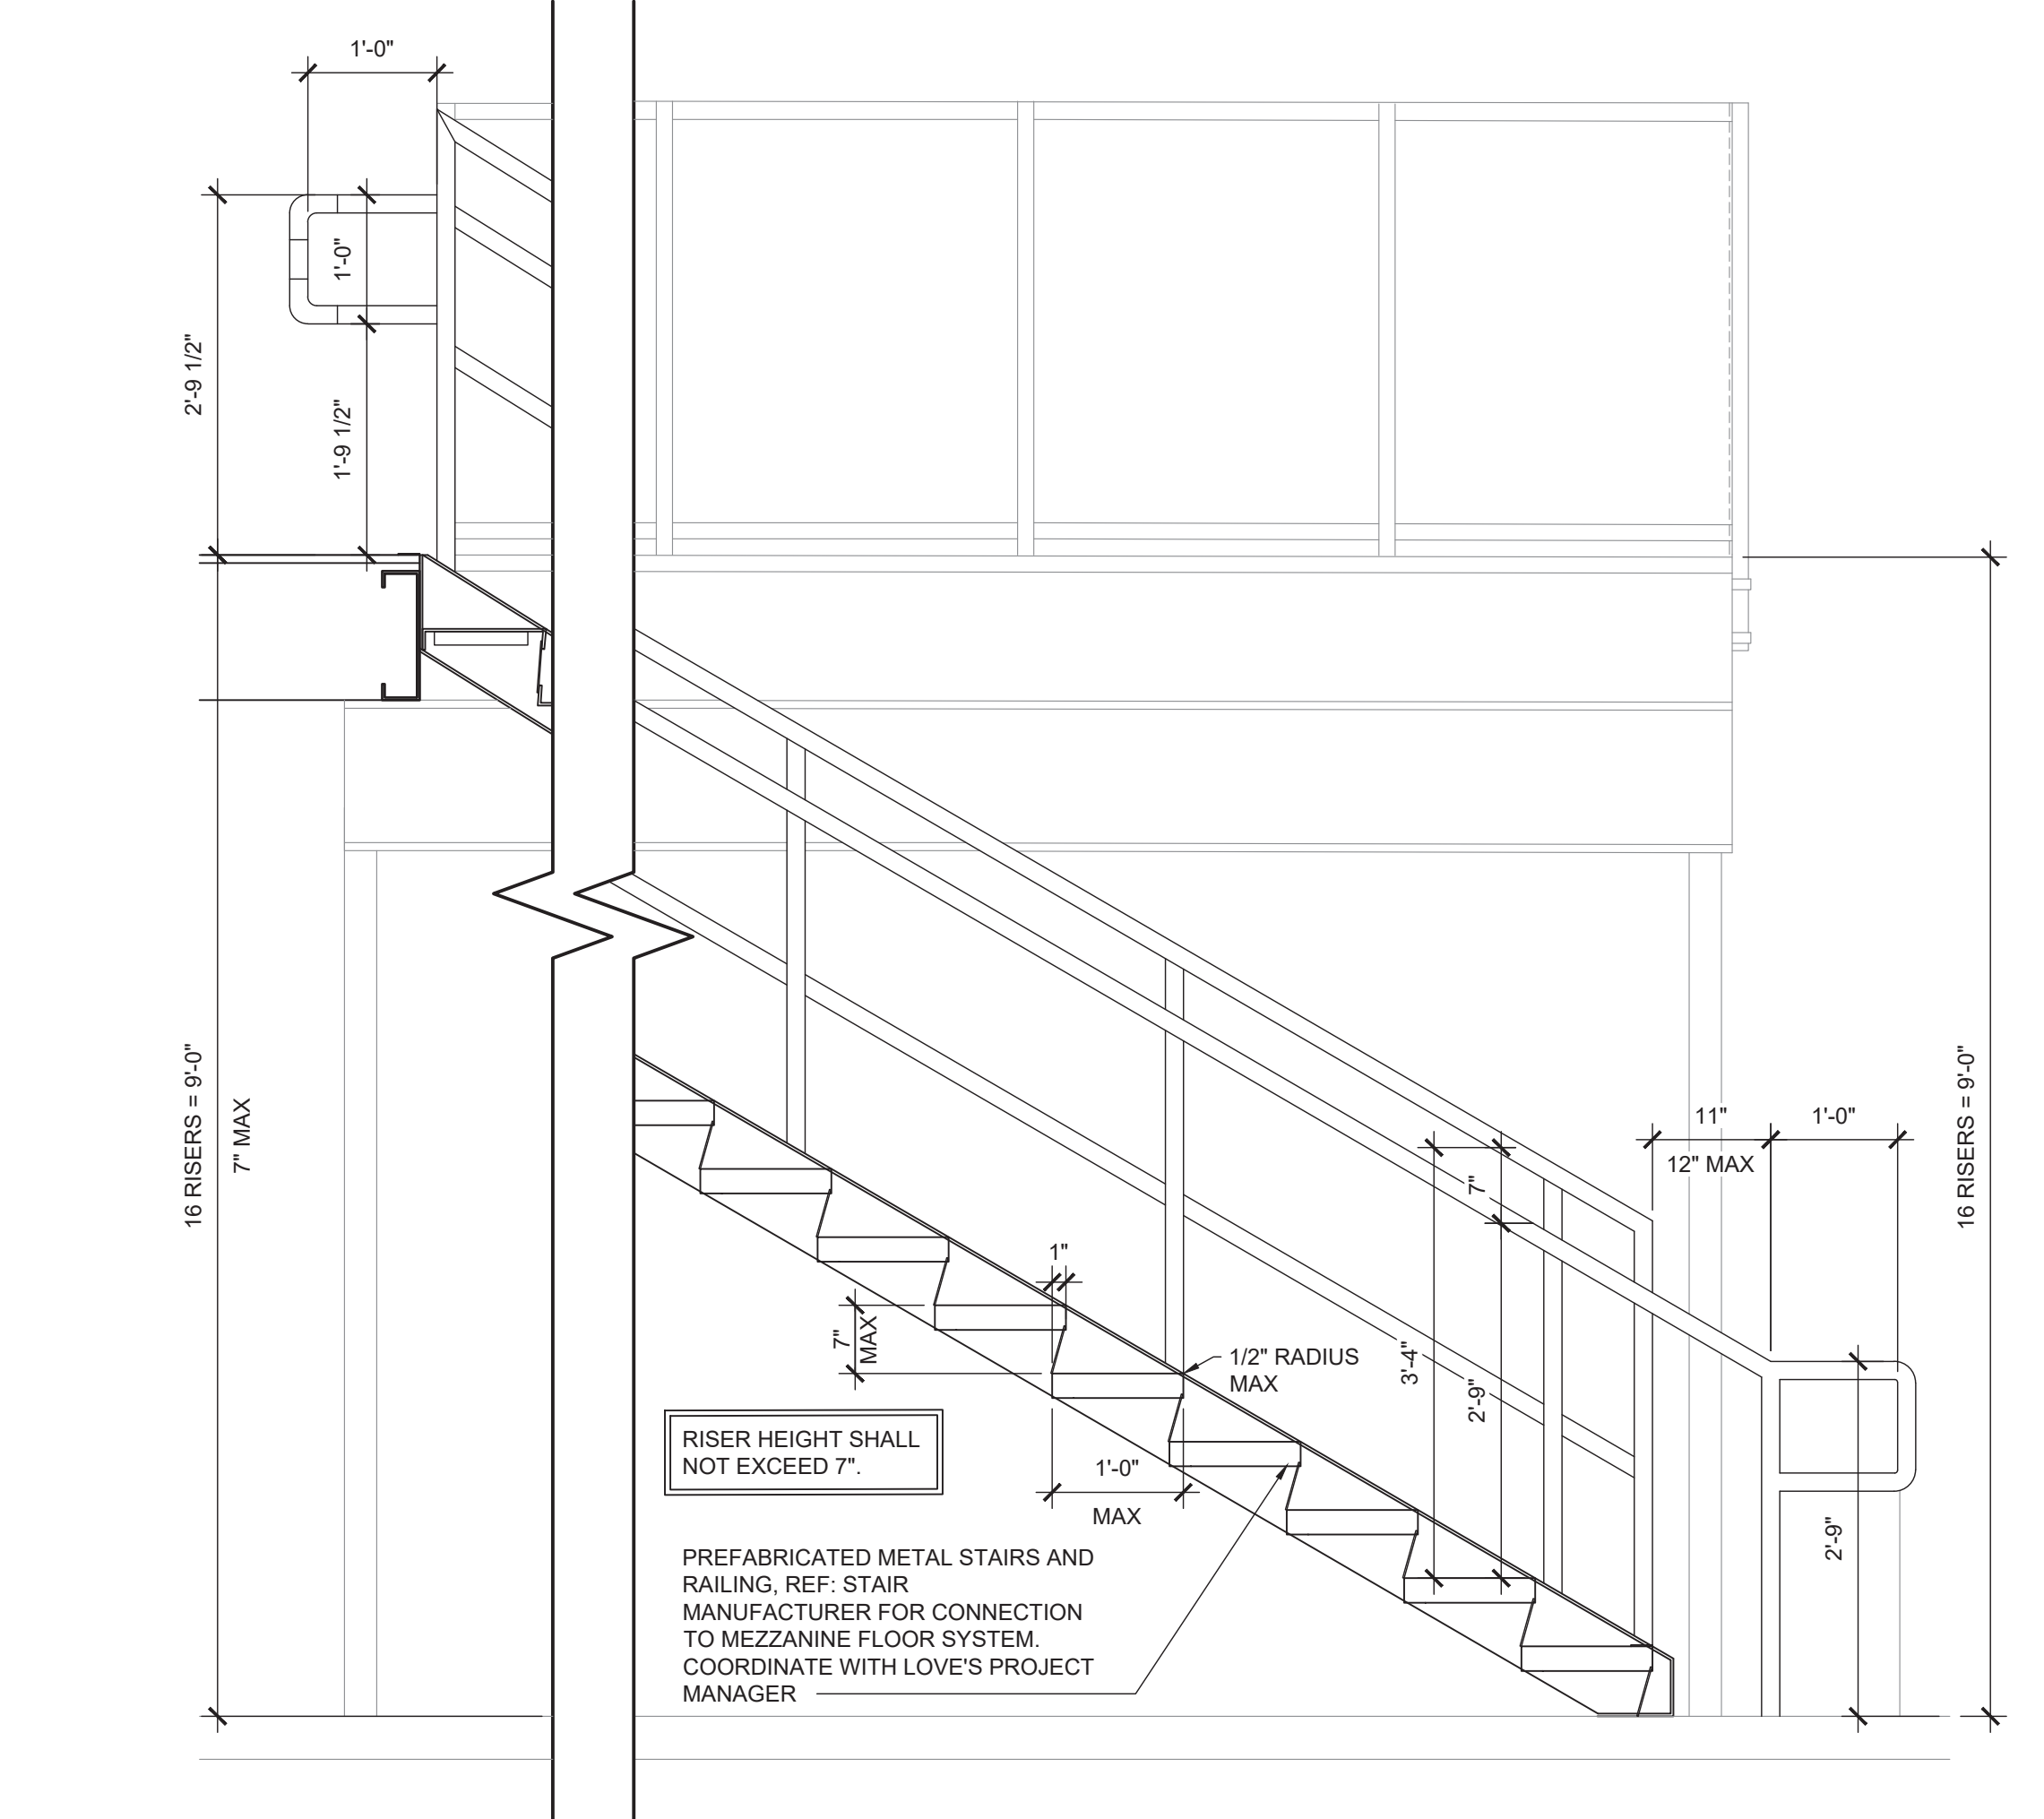 1'-0"
2'-9 1/2"
1'-0"
1'-9 1/2"
16 RISERS = 9'-0"
7" MAX
16 RISERS = 9'-0"
11"
12" MAX
1'-0"
7"
3'-4"
2'-9"
1"
7"
MAX
1/2" RADIUS
MAX
1'-0"
MAX
2'-9"
RISER HEIGHT SHALL
NOT EXCEED 7".
PREFABRICATED METAL STAIRS AND
RAILING, REF: STAIR
MANUFACTURER FOR CONNECTION
TO MEZZANINE FLOOR SYSTEM.
COORDINATE WITH LOVE'S PROJECT
MANAGER